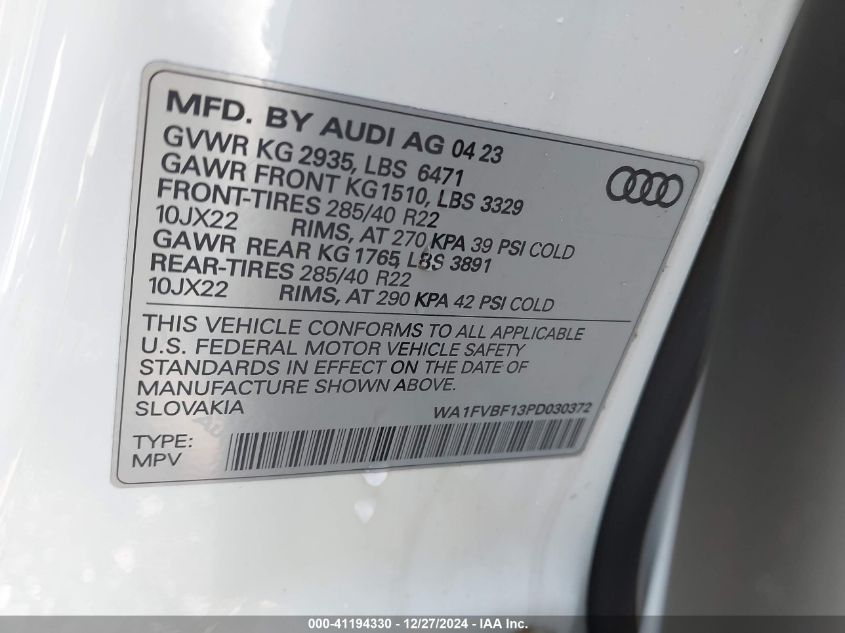 MFD. BY AUDI AG 04 23
GVWR KG 2935, LBS 6471
GAWR FRONT KG1510, LBS 3329
FRONT-TIRES 285/40 R22
10JX22 RIMS, AT 270 KPA 39 PSI COLD
GAWR REAR KG 1765, LBS 3891
REAR-TIRES 285/40 R22
10JX22 RIMS, AT 290 KPA 42 PSI COLD
THIS VEHICLE CONFORMS TO ALL APPLICABLE
U.S. FEDERAL MOTOR VEHICLE SAFETY
STANDARDS IN EFFECT ON THE DATE OF
MANUFACTURE SHOWN ABOVE.
SLOVAKIA WA1FVBF13PD030372
TYPE:
MPV
000-41194330 - 12/27/2024 - IAA Inc.